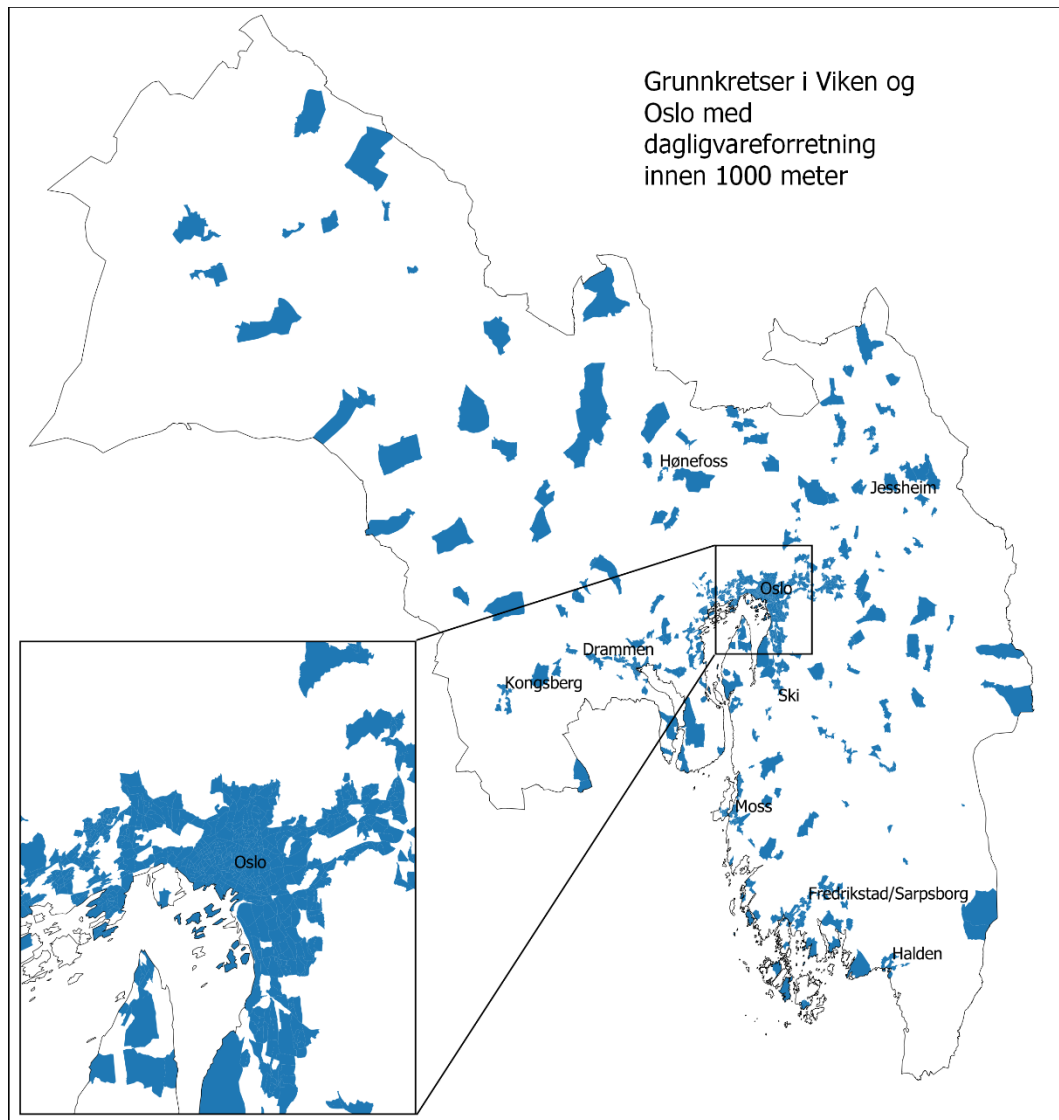 Grunnkretser i Viken og
Oslo med
dagligvareforretning
innen 1000 meter
Hønefoss
Jessheim
Oslo
Drammen
Kongsberg
Ski
Moss
Oslo
Fredrikstad/Sarpsborg
Halden